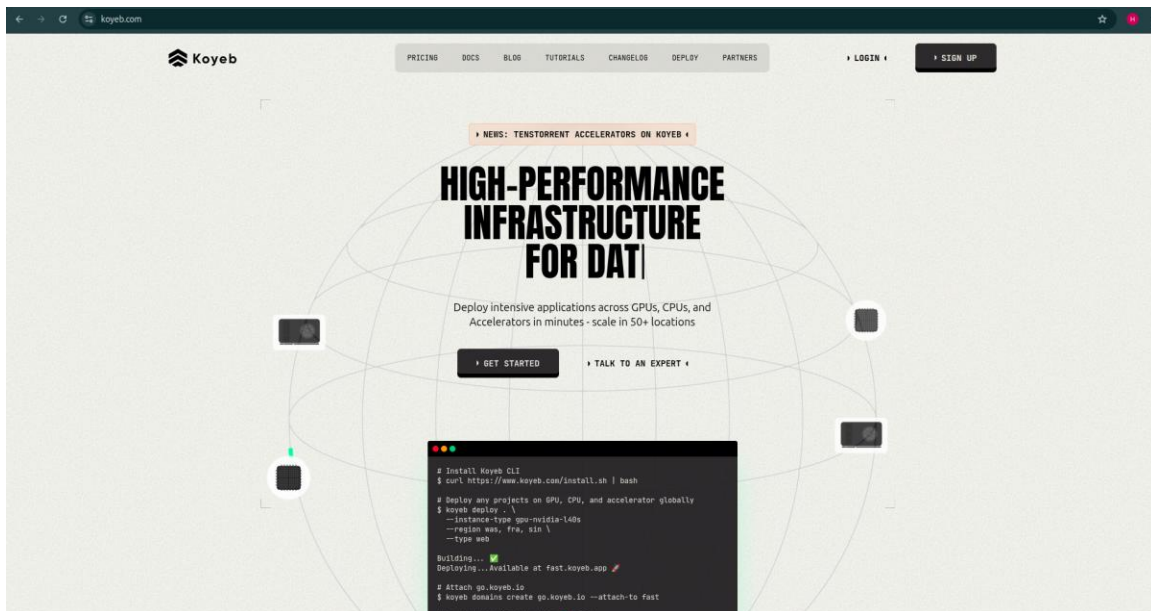 koyeb.com
H
Koyeb
PRICING DOCS BLOG TUTORIALS CHANGELOG DEPLOY PARTNERS
LOGIN
SIGN UP
NEWS: TENSTORRENT ACCELERATORS ON KOYEB
HIGH-PERFORMANCE
INFRASTRUCTURE
FOR DAT|
Deploy intensive applications across GPUs, CPUs, and
Accelerators in minutes - scale in 50+ locations
GET STARTED
TALK TO AN EXPERT
# Install Koyeb CLI
$ curl https://www.koyeb.com/install.sh | bash
# Deploy any projects on GPU, CPU, and accelerator globally
$ koyeb deploy . \
--instance-type gpu-nvidia-l40s
--region was, fra, sin \
--type web
Building... ✅
Deploying...Available at fast.koyeb.app 🚀
# Attach go.koyeb.io
$ koyeb domains create go.koyeb.io --attach-to fast